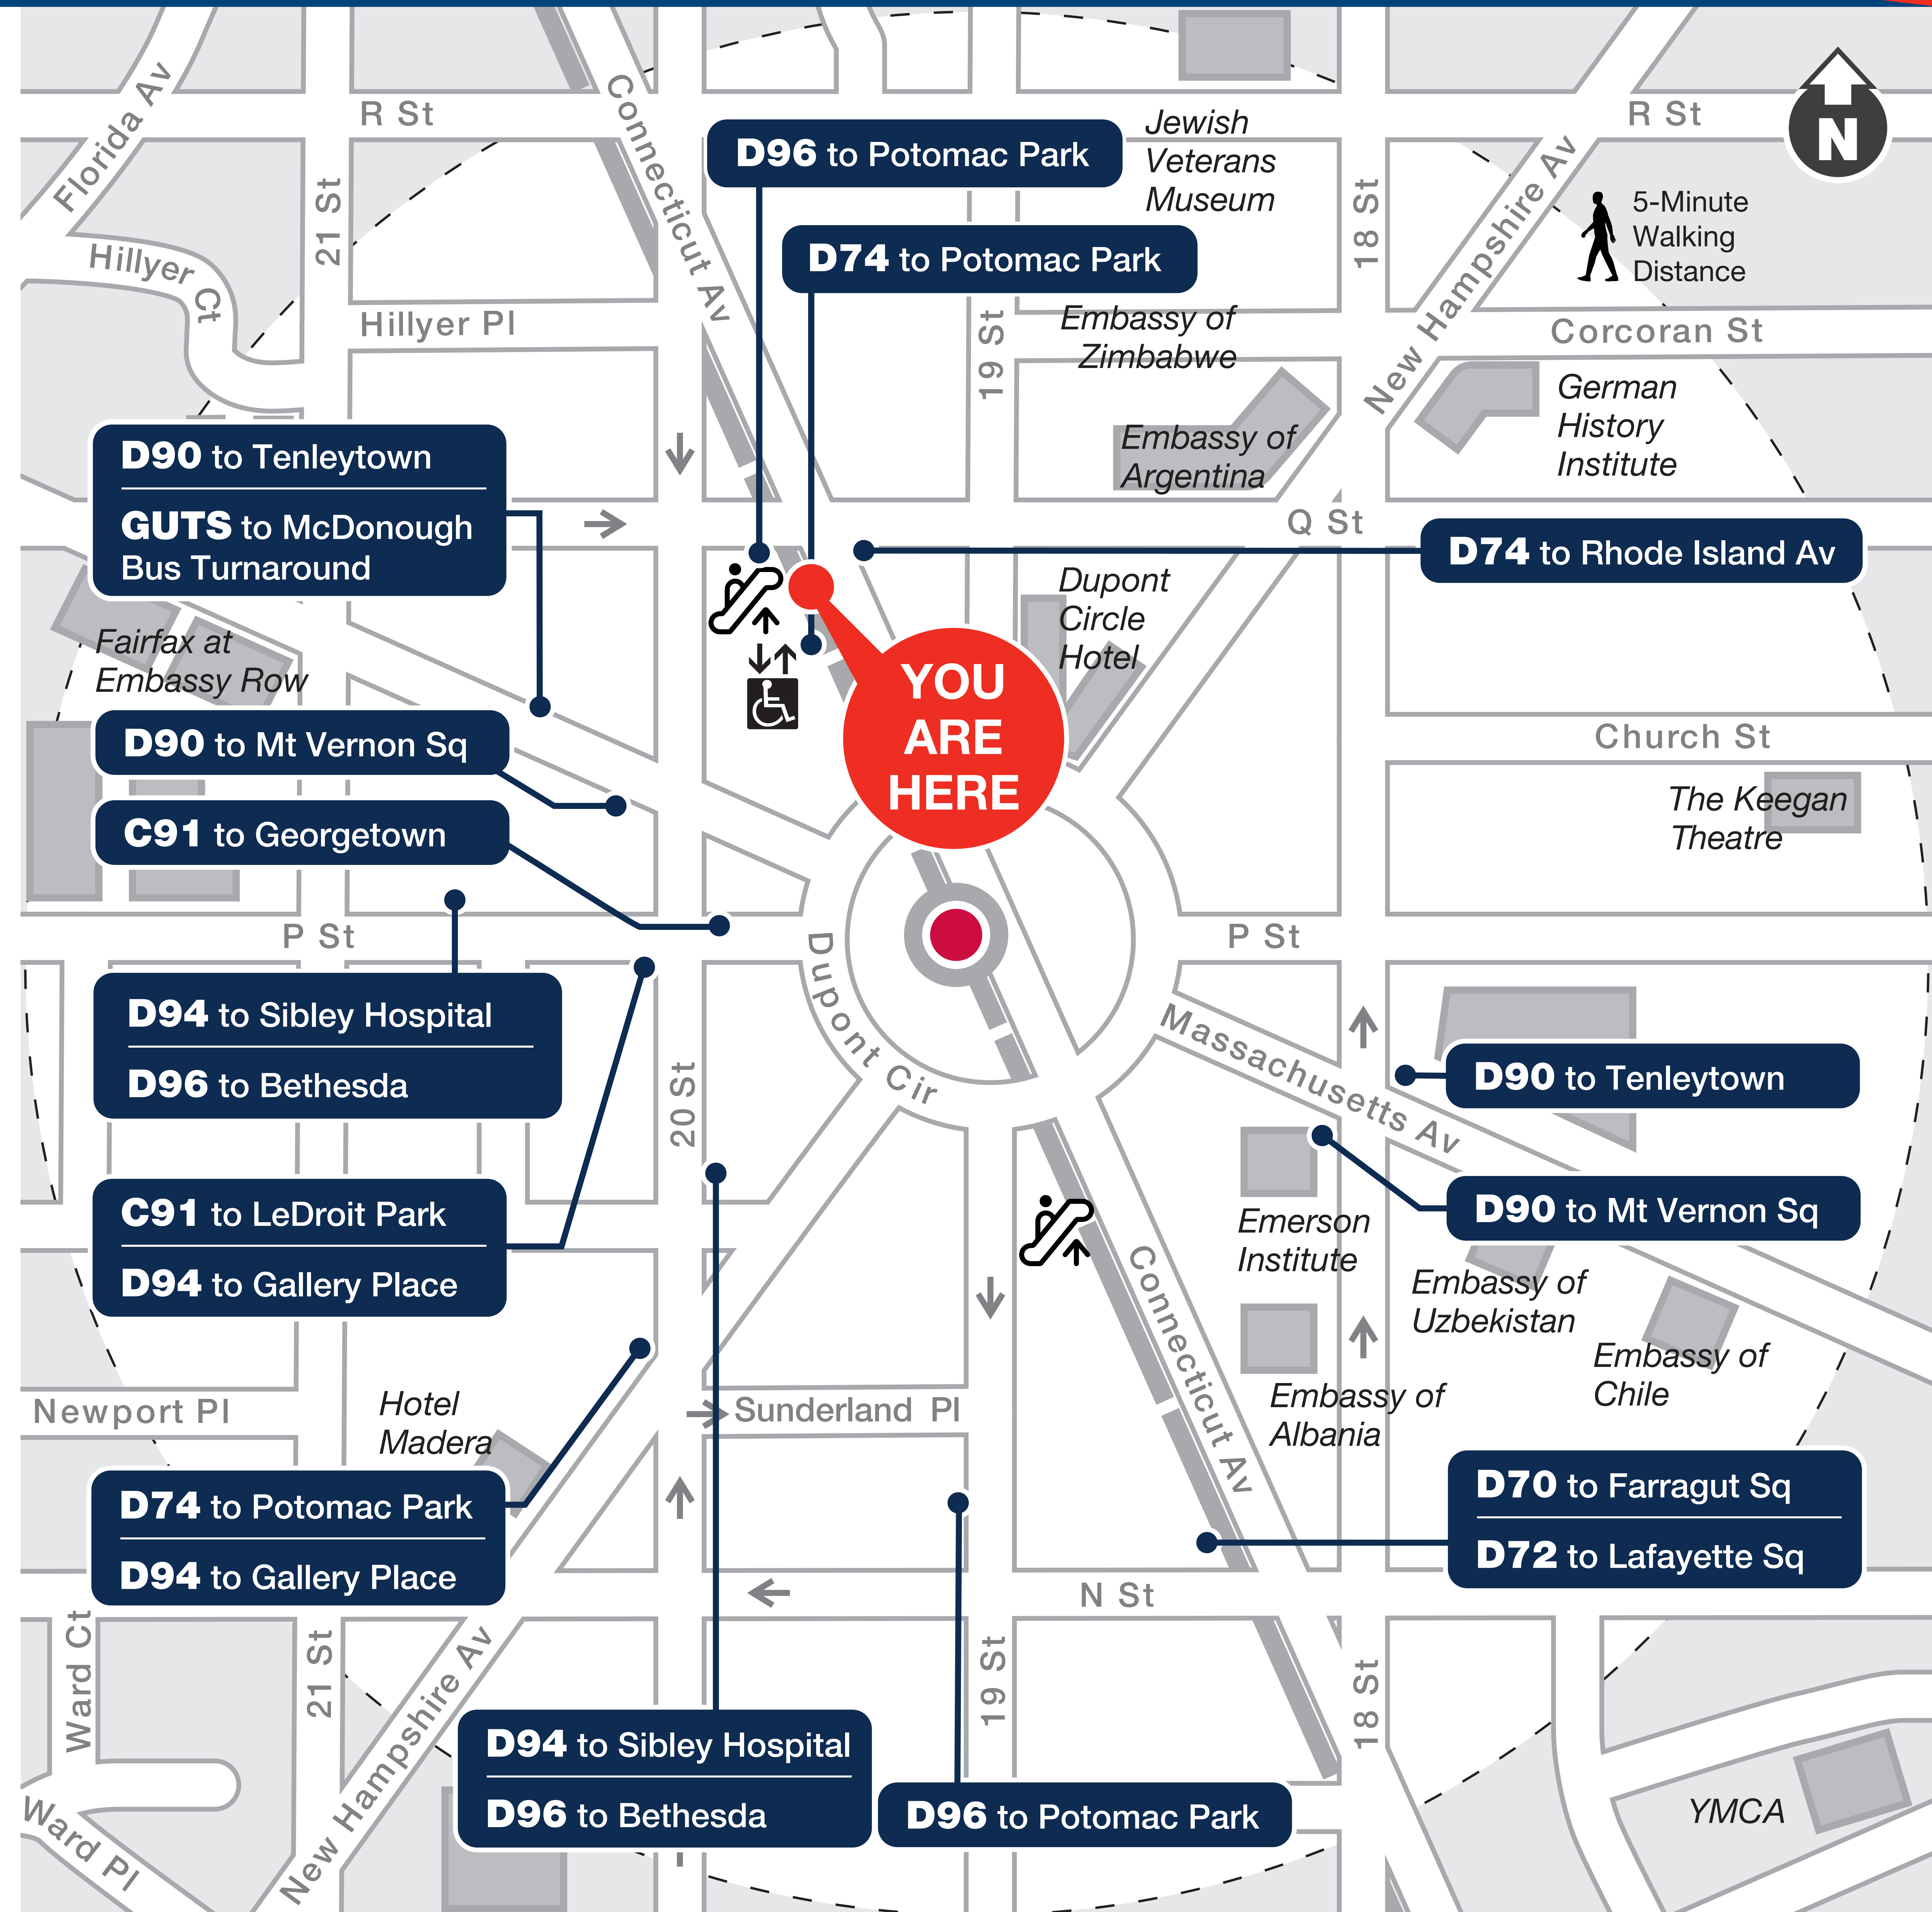 Florida Av
R St
Connecticut Av
21 St
Hillyer Ct
Hillyer Pl
D96 to Potomac Park
D74 to Potomac Park
Jewish
Veterans
Museum
18 St
New Hampshire Av
R St
N
5-Minute
Walking
Distance
19 St
Embassy of
Zimbabwe
Corcoran St
German
History
Institute
Embassy of
Argentina
Q St
D90 to Tenleytown
GUTS to McDonough
Bus Turnaround
D74 to Rhode Island Av
Dupont
Circle
Hotel
Fairfax at
Embassy Row
YOU
ARE
HERE
D90 to Mt Vernon Sq
C91 to Georgetown
Church St
The Keegan
Theatre
P St
Dupont Cir
P St
D94 to Sibley Hospital
D96 to Bethesda
20 St
Massachusetts Av
D90 to Tenleytown
D90 to Mt Vernon Sq
C91 to LeDroit Park
D94 to Gallery Place
Emerson
Institute
Connecticut Av
Embassy of
Uzbekistan
Embassy of
Chile
Embassy of
Albania
Newport Pl
Hotel
Madera
Sunderland Pl
D74 to Potomac Park
D94 to Gallery Place
D70 to Farragut Sq
D72 to Lafayette Sq
N St
Ward Ct
21 St
New Hampshire Av
19 St
18 St
D94 to Sibley Hospital
D96 to Bethesda
D96 to Potomac Park
YMCA
Ward Pl